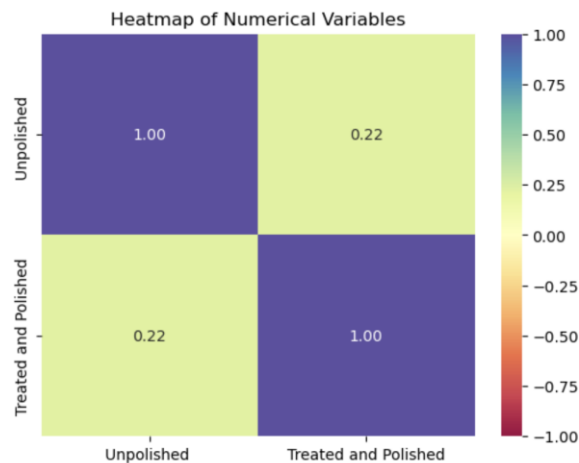 Heatmap of Numerical Variables
Unpolished
Treated and Polished
1.00
0.22
0.22
1.00
Unpolished
Treated and Polished
1.00
0.75
0.50
0.25
0.00
−0.25
−0.50
−0.75
−1.00